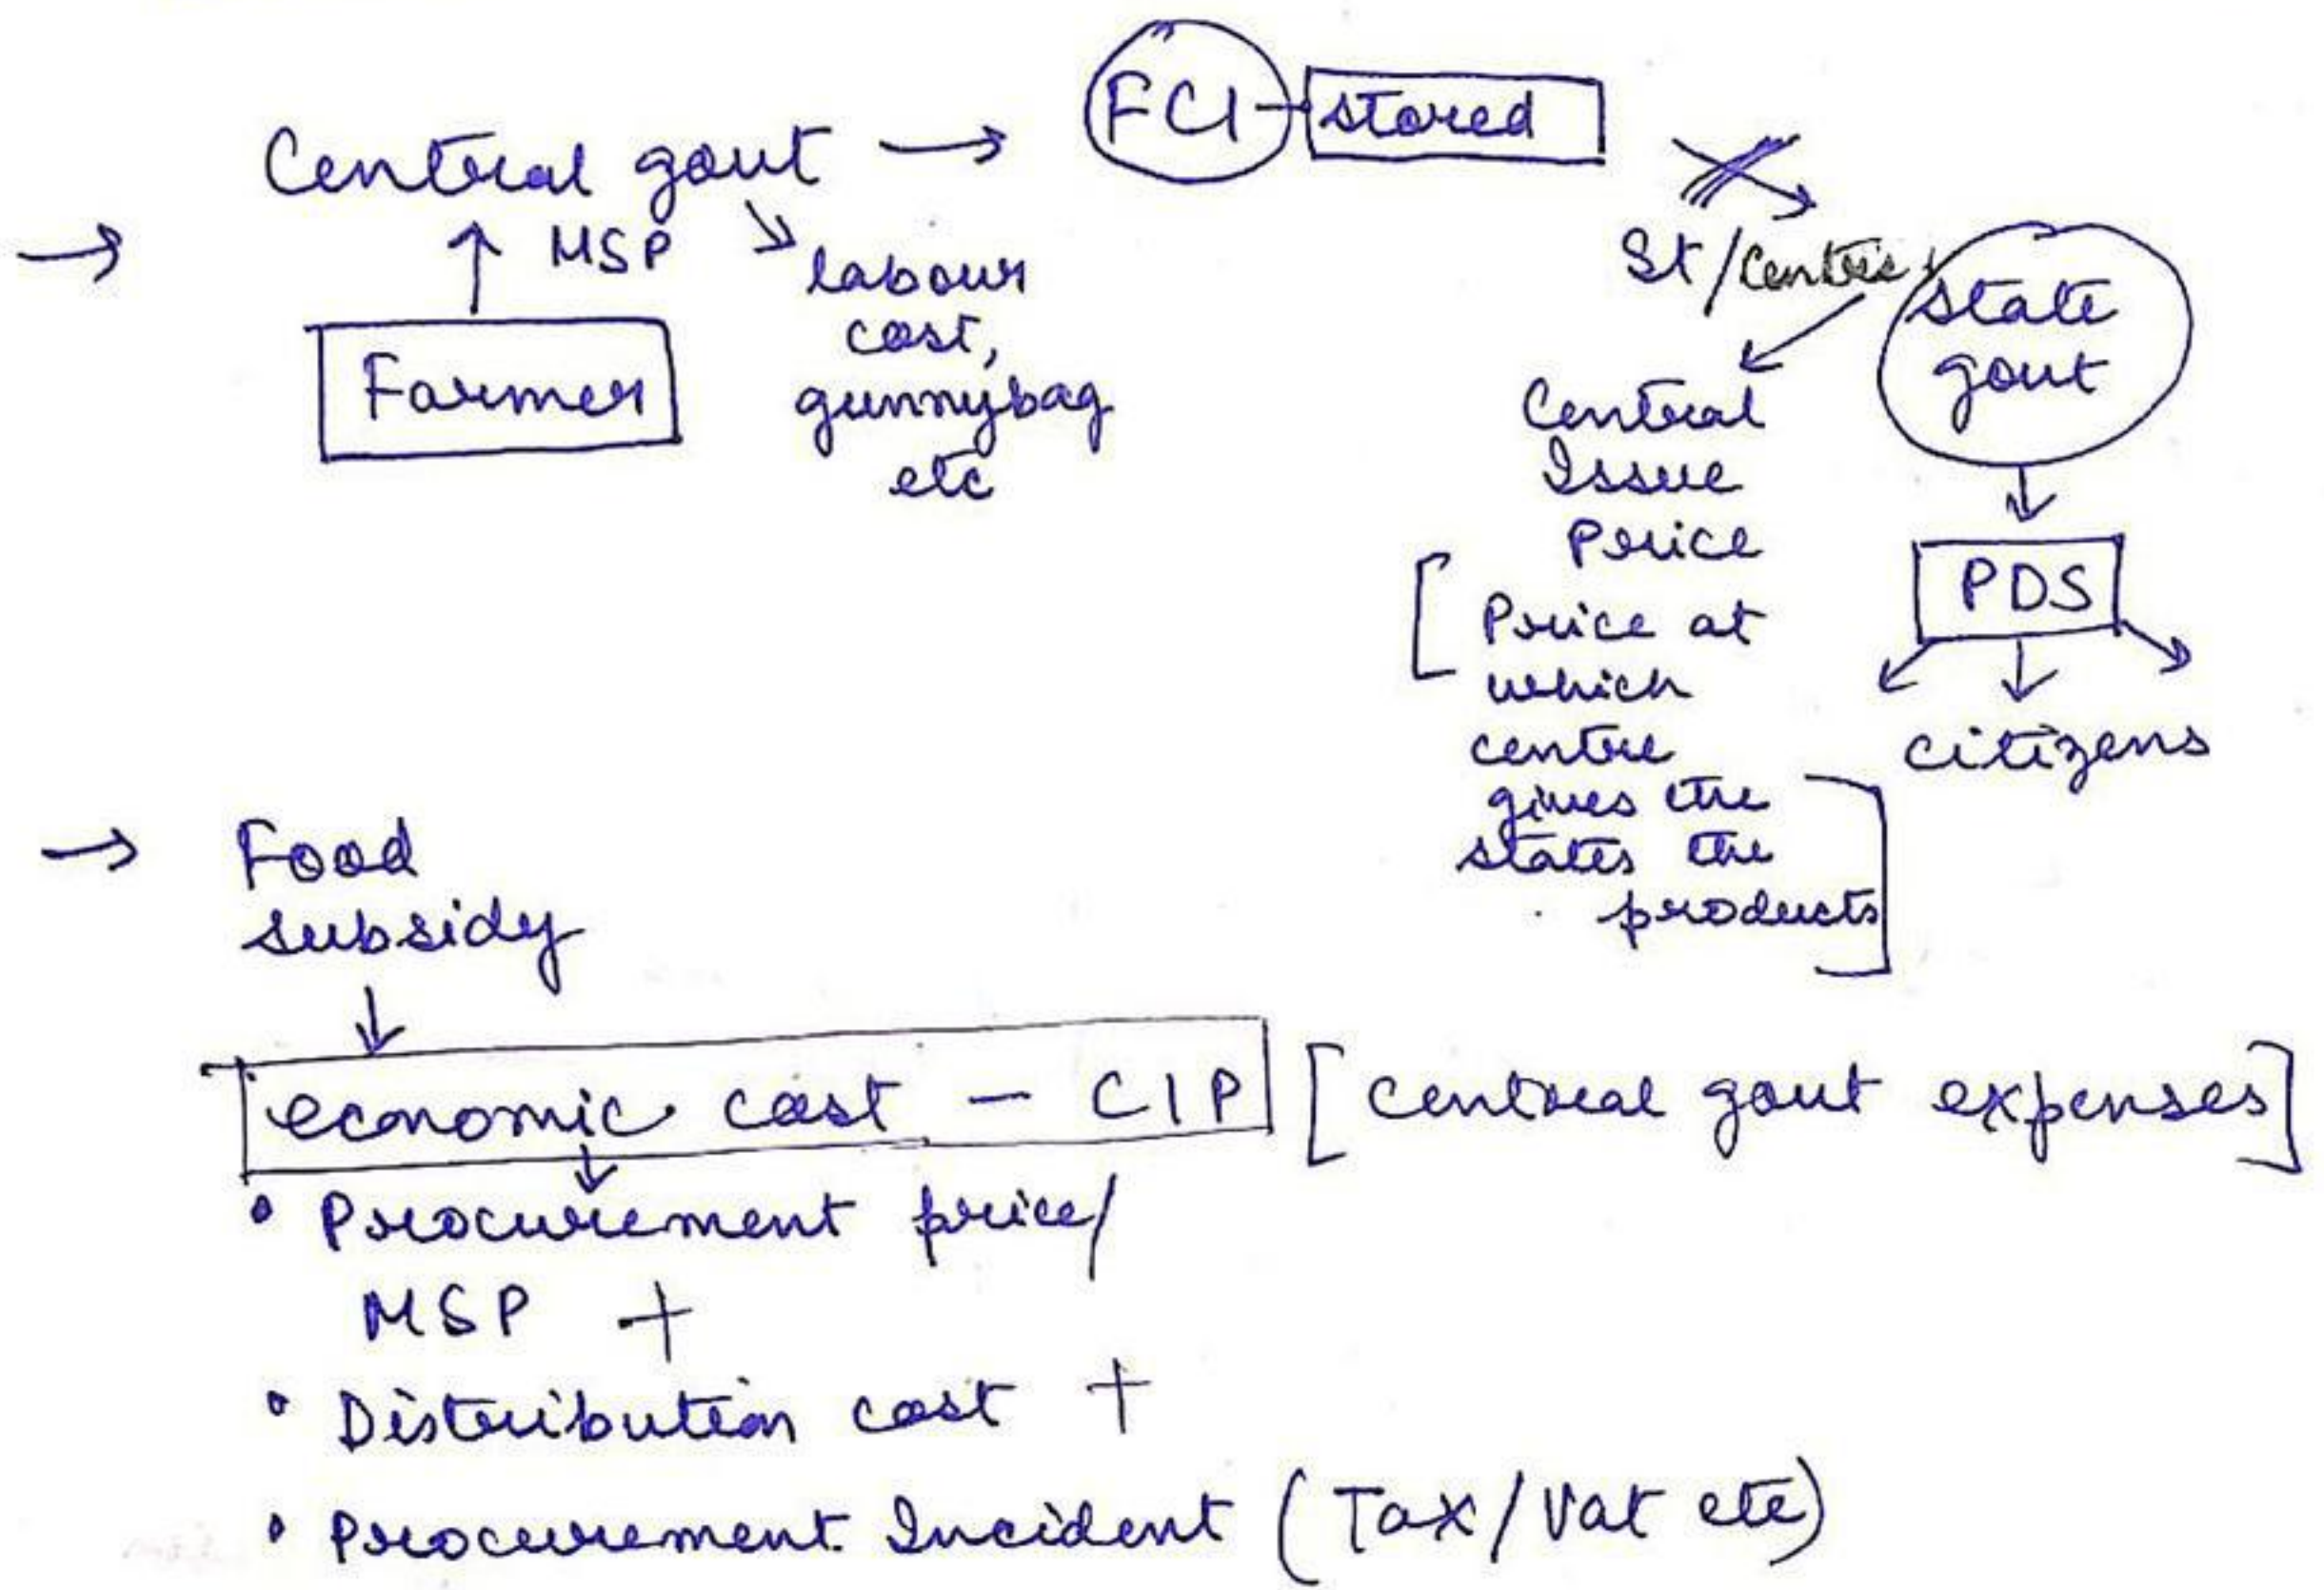 FCI - stored
Central govt →
→
MSP
labour
cost,
gunnybag
etc
Farmer
St/Centre
state
govt
Central
Issue
Price
[Price at
which
centre
gives the
states the
products]
PDS
citizens
→ Food
subsidy
economic cost - CIP [central govt expenses]
• Procurement price/
MSP +
• Distribution cost +
• Procurement Incident (Tax/Vat etc)